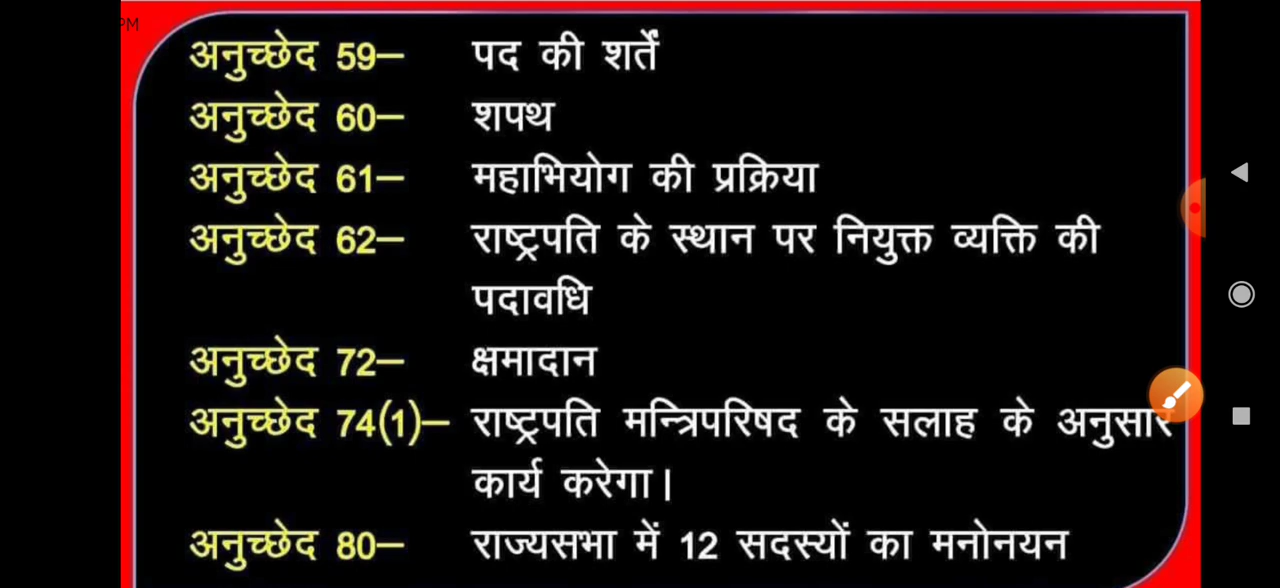 PM
अनुच्छेद 59– पद की शर्तें
अनुच्छेद 60– शपथ
अनुच्छेद 61– महाभियोग की प्रक्रिया
अनुच्छेद 62– राष्ट्रपति के स्थान पर नियुक्त व्यक्ति की
पदावधि
अनुच्छेद 72– क्षमादान
अनुच्छेद 74(1)– राष्ट्रपति मन्त्रिपरिषद के सलाह के अनुसार
कार्य करेगा।
अनुच्छेद 80– राज्यसभा में 12 सदस्यों का मनोनयन